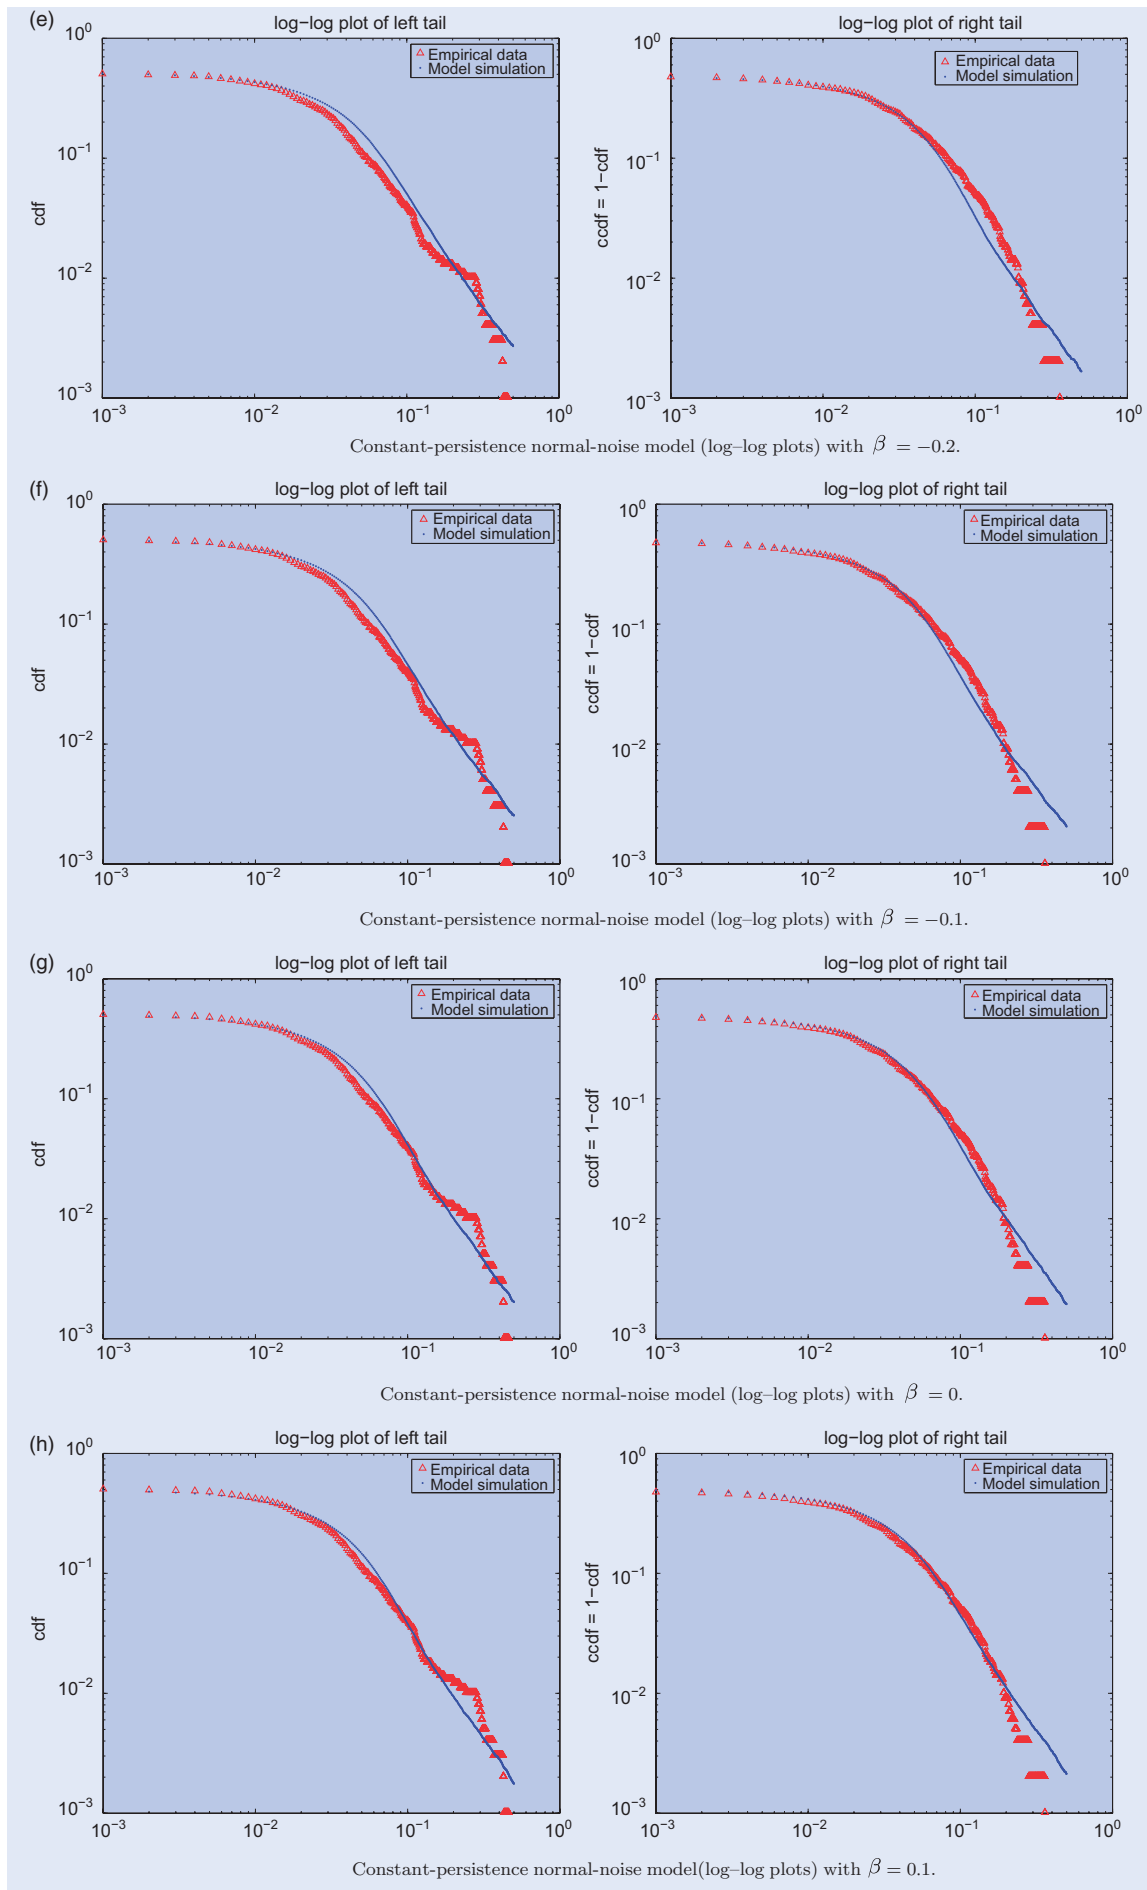 (e)
log−log plot of left tail
log−log plot of right tail
10^0
10^−1
10^−2
10^−3
cdf
Empirical data
Model simulation
10^−3 10^−2 10^−1 10^0
10^0
10^−1
10^−2
10^−3
ccdf = 1−cdf
Empirical data
Model simulation
10^−3 10^−2 10^−1 10^0
Constant-persistence normal-noise model (log–log plots) with β = −0.2.
(f)
log−log plot of left tail
log−log plot of right tail
10^0
10^−1
10^−2
10^−3
cdf
Empirical data
Model simulation
10^−3 10^−2 10^−1 10^0
10^0
10^−1
10^−2
10^−3
ccdf = 1−cdf
Empirical data
Model simulation
10^−3 10^−2 10^−1 10^0
Constant-persistence normal-noise model (log–log plots) with β = −0.1.
(g)
log−log plot of left tail
log−log plot of right tail
10^0
10^−1
10^−2
10^−3
cdf
Empirical data
Model simulation
10^−3 10^−2 10^−1 10^0
10^0
10^−1
10^−2
10^−3
ccdf = 1−cdf
Empirical data
Model simulation
10^−3 10^−2 10^−1 10^0
Constant-persistence normal-noise model (log–log plots) with β = 0.
(h)
log−log plot of left tail
log−log plot of right tail
10^0
10^−1
10^−2
10^−3
cdf
Empirical data
Model simulation
10^−3 10^−2 10^−1 10^0
10^0
10^−1
10^−2
10^−3
ccdf = 1−cdf
Empirical data
Model simulation
10^−3 10^−2 10^−1 10^0
Constant-persistence normal-noise model(log–log plots) with β = 0.1.